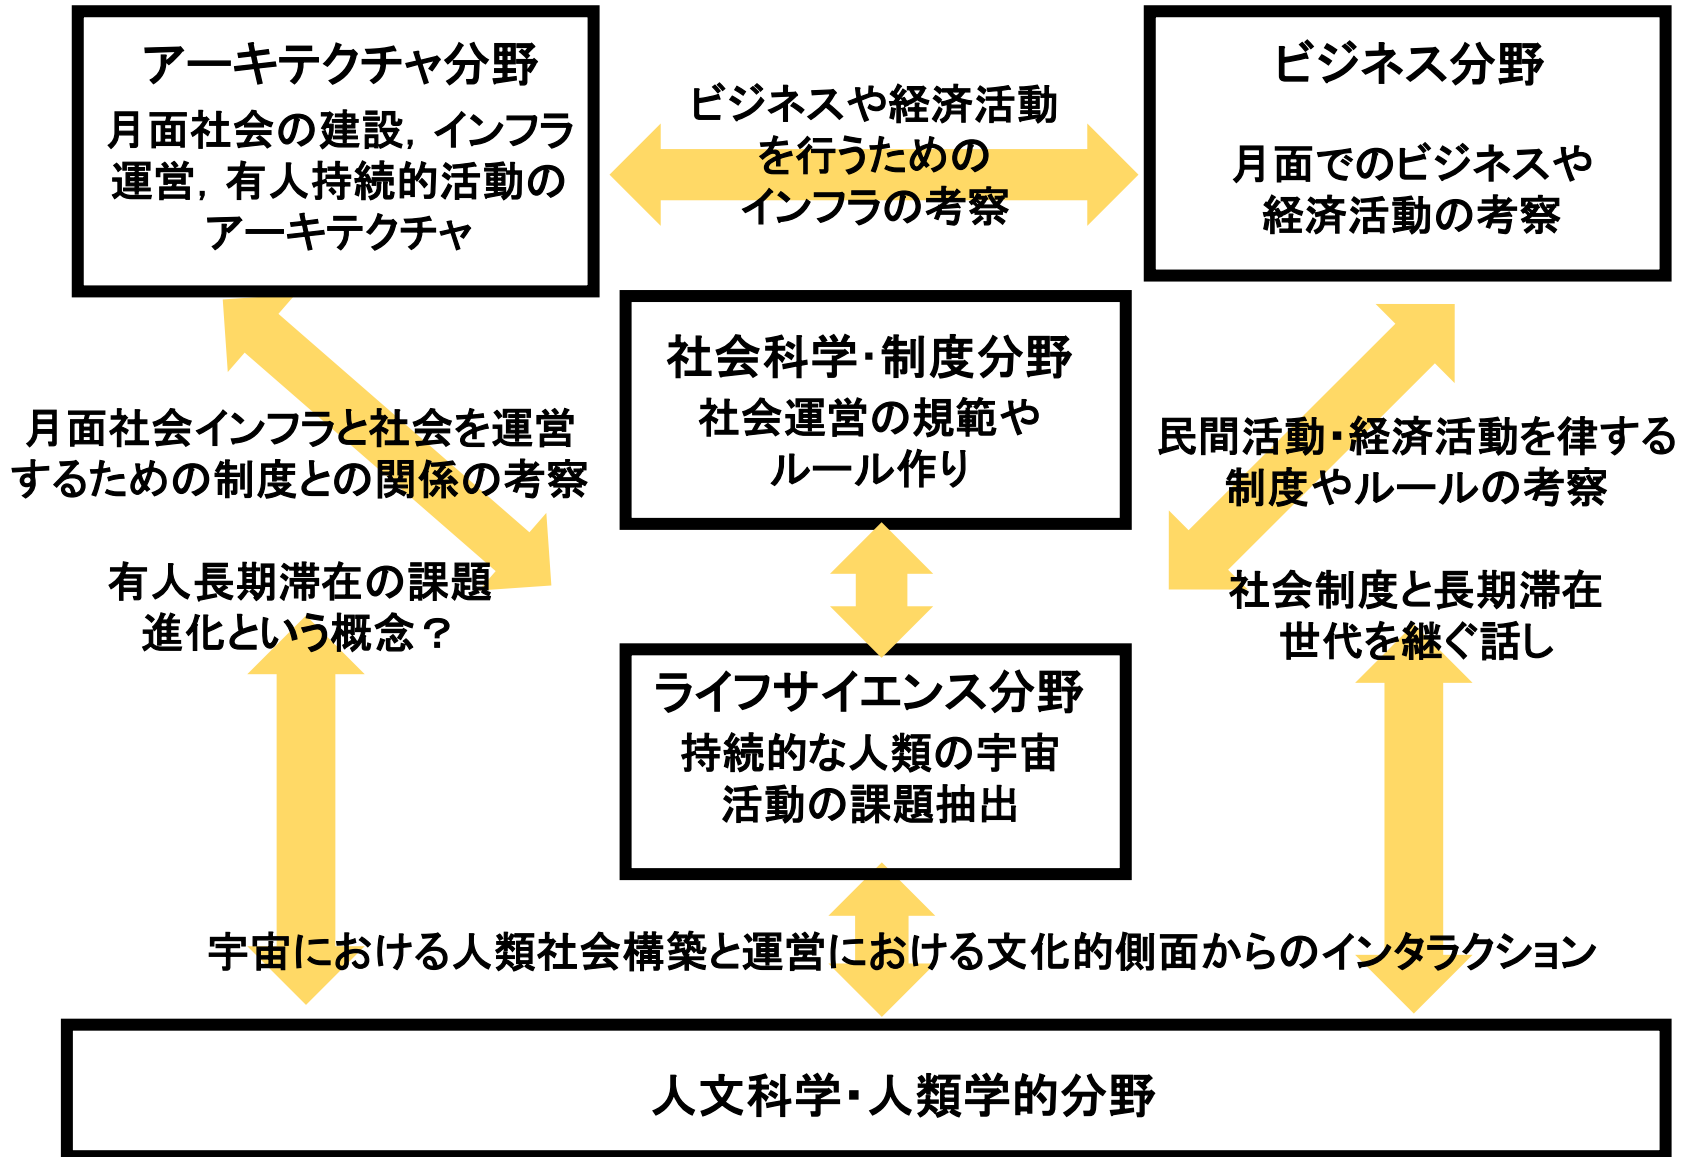 アーキテクチャ分野
月面社会の建設，インフラ
運営，有人持続的活動の
アーキテクチャ
ビジネスや経済活動
を行うための
インフラの考察
ビジネス分野
月面でのビジネスや
経済活動の考察
社会科学・制度分野
社会運営の規範や
ルール作り
月面社会インフラと社会を運営
するための制度との関係の考察
民間活動・経済活動を律する
制度やルールの考察
有人長期滞在の課題
進化という概念？
社会制度と長期滞在
世代を継ぐ話し
ライフサイエンス分野
持続的な人類の宇宙
活動の課題抽出
宇宙における人類社会構築と運営における文化的側面からのインタラクション
人文科学・人類学的分野